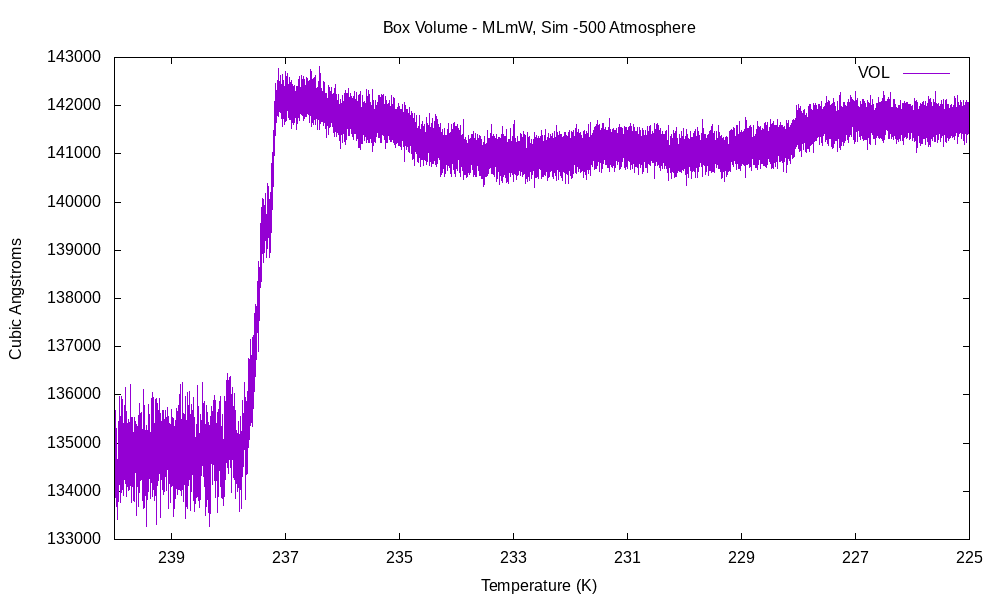 Box Volume - MLmW, Sim -500 Atmosphere
VOL
143000
142000
141000
140000
139000
138000
137000
136000
135000
134000
133000
Cubic Angstroms
239 237 235 233 231 229 227 225
Temperature (K)